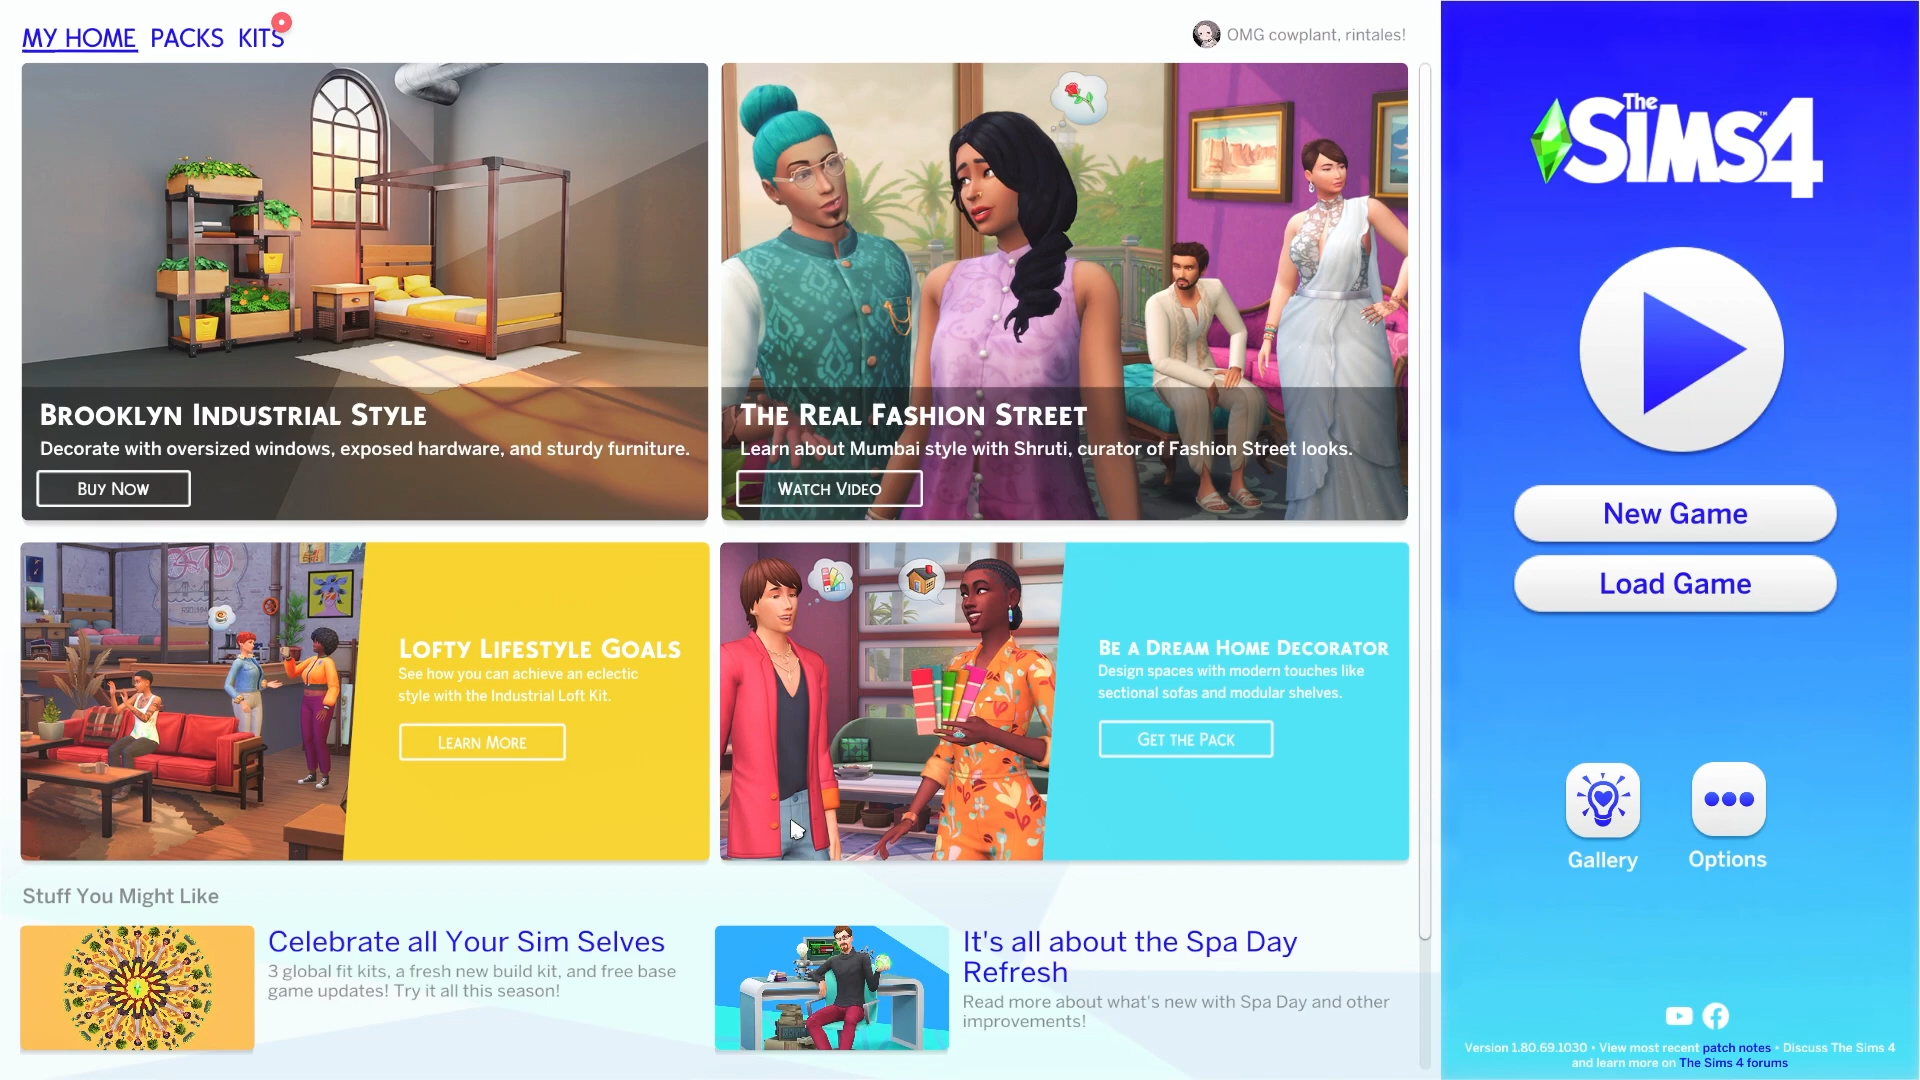 MY HOME PACKS KITS
OMG cowplant, rintales!
BROOKLYN INDUSTRIAL STYLE
Decorate with oversized windows, exposed hardware, and sturdy furniture.
BUY NOW
THE REAL FASHION STREET
Learn about Mumbai style with Shruti, curator of Fashion Street looks.
WATCH VIDEO
LOFTY LIFESTYLE GOALS
See how you can achieve an eclectic
style with the Industrial Loft Kit.
LEARN MORE
BE A DREAM HOME DECORATOR
Design spaces with modern touches like
sectional sofas and modular shelves.
GET THE PACK
Stuff You Might Like
Celebrate all Your Sim Selves
3 global fit kits, a fresh new build kit, and free base
game updates! Try it all this season!
It's all about the Spa Day
Refresh
Read more about what's new with Spa Day and other
improvements!
The SiMS 4™
New Game
Load Game
Gallery
Options
Version 1.80.69.1030 • View most recent patch notes • Discuss The Sims 4
and learn more on The Sims 4 forums